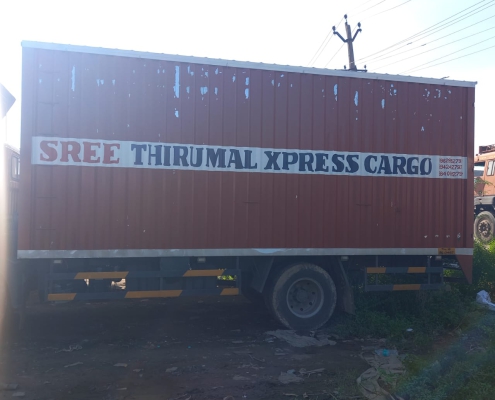 SREE THIRUMAL XPRESS CARGO